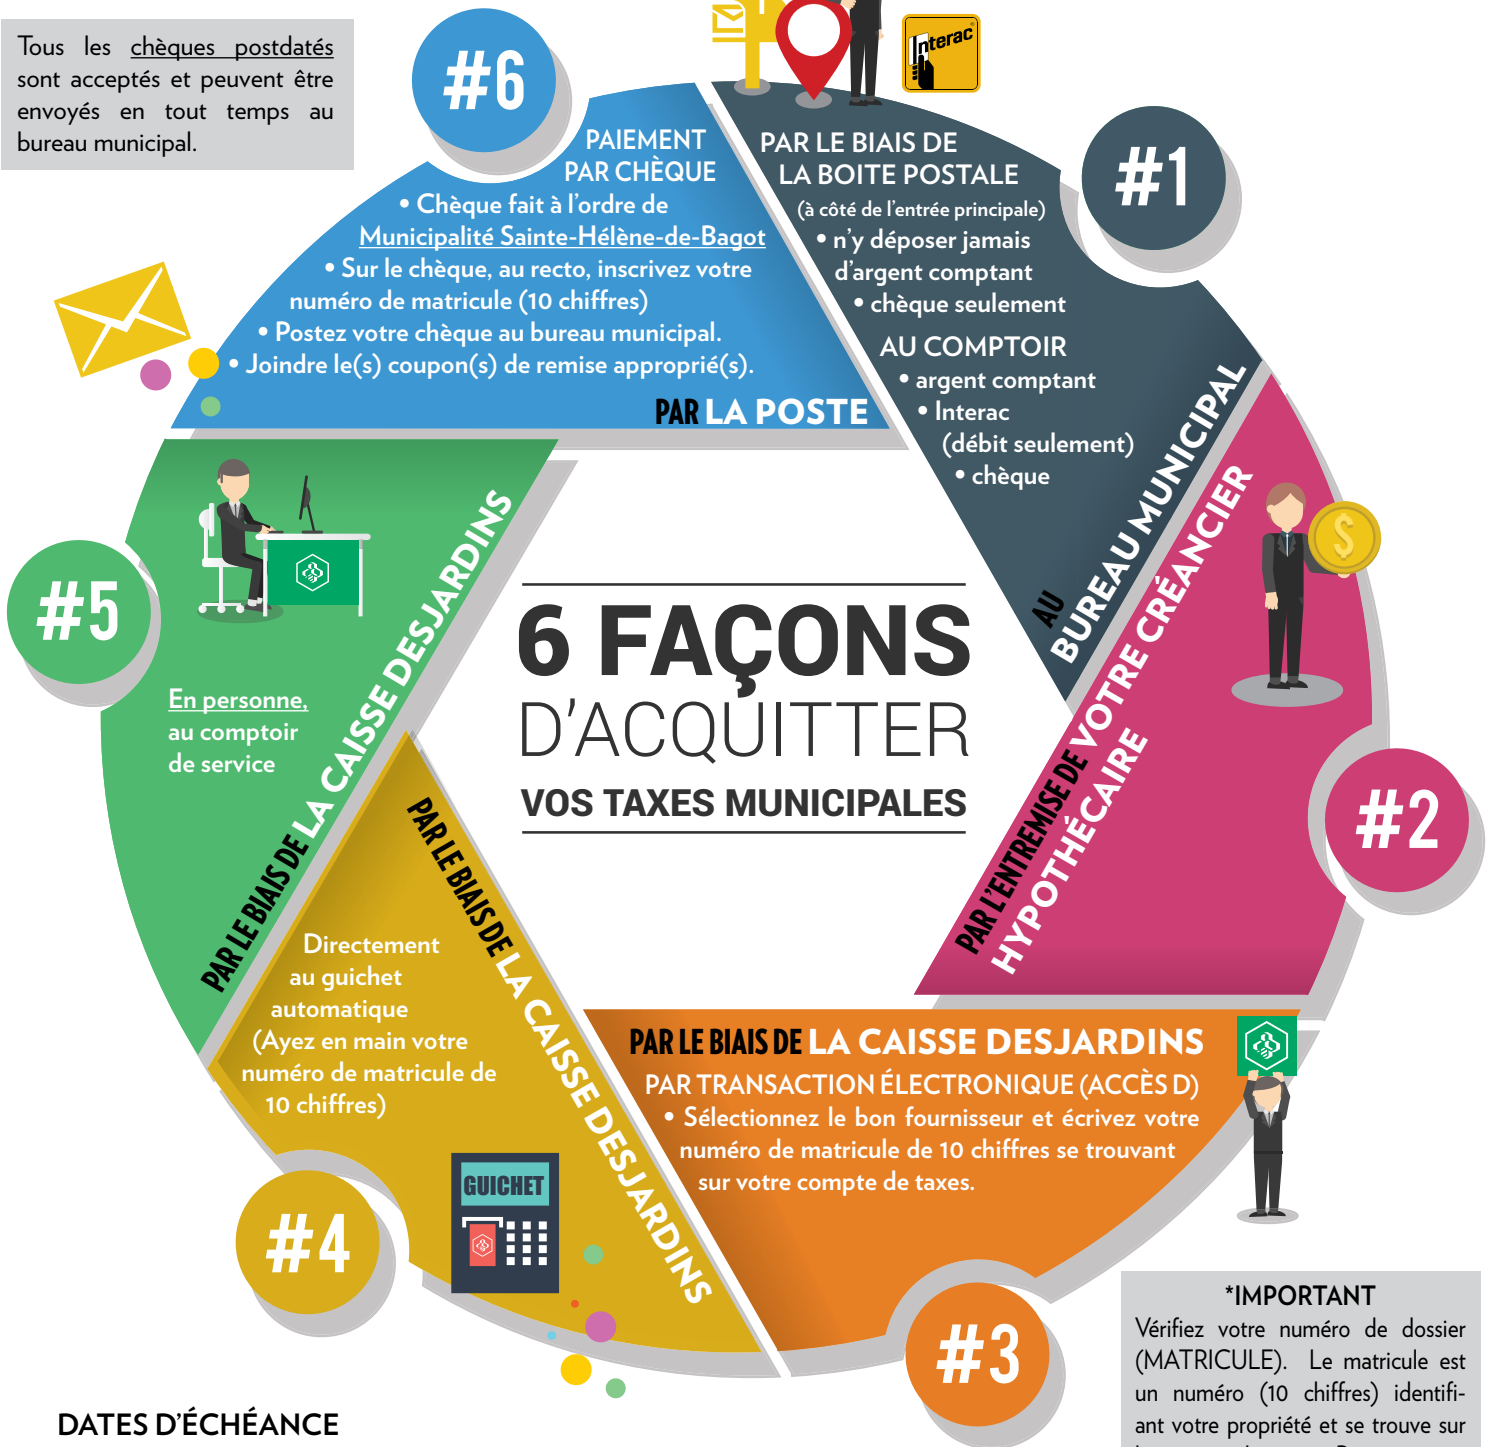 Tous les chèques postdatés
sont acceptés et peuvent être
envoyés en tout temps au
bureau municipal.
#6
PAIEMENT
PAR CHÈQUE
• Chèque fait à l'ordre de
Municipalité Sainte-Hélène-de-Bagot
• Sur le chèque, au recto, inscrivez votre
numéro de matricule (10 chiffres)
• Postez votre chèque au bureau municipal.
• Joindre le(s) coupon(s) de remise approprié(s).
PAR LA POSTE
Interac
#1
PAR LE BIAIS DE
LA BOITE POSTALE
(à côté de l'entrée principale)
• n'y déposer jamais
d'argent comptant
• chèque seulement
AU COMPTOIR
• argent comptant
• Interac
(débit seulement)
• chèque
AU
BUREAU MUNICIPAL
#2
PAR L'ENTREMISE DE VOTRE CRÉANCIER
HYPOTHÉCAIRE
$
6 FAÇONS
D'ACQUITTER
VOS TAXES MUNICIPALES
#5
En personne,
au comptoir
de service
PAR LE BIAIS DE LA CAISSE DESJARDINS
#4
Directement
au guichet
automatique
(Ayez en main votre
numéro de matricule de
10 chiffres)
PAR LE BIAIS DE LA CAISSE DESJARDINS
GUICHET
#3
PAR LE BIAIS DE LA CAISSE DESJARDINS
PAR TRANSACTION ÉLECTRONIQUE (ACCÈS D)
• Sélectionnez le bon fournisseur et écrivez votre
numéro de matricule de 10 chiffres se trouvant
sur votre compte de taxes.
*IMPORTANT
Vérifiez votre numéro de dossier
(MATRICULE). Le matricule est
un numéro (10 chiffres) identifi-
ant votre propriété et se trouve sur
DATES D'ÉCHÉANCE